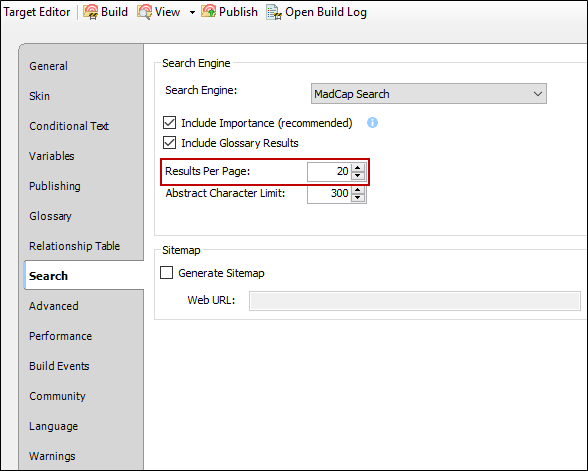 Target Editor Build View Publish Open Build Log
General
Skin
Conditional Text
Variables
Publishing
Glossary
Relationship Table
Search
Advanced
Performance
Build Events
Community
Language
Warnings
Search Engine
Search Engine: MadCap Search
Include Importance (recommended)
Include Glossary Results
Results Per Page: 20
Abstract Character Limit: 300
Sitemap
Generate Sitemap
Web URL: